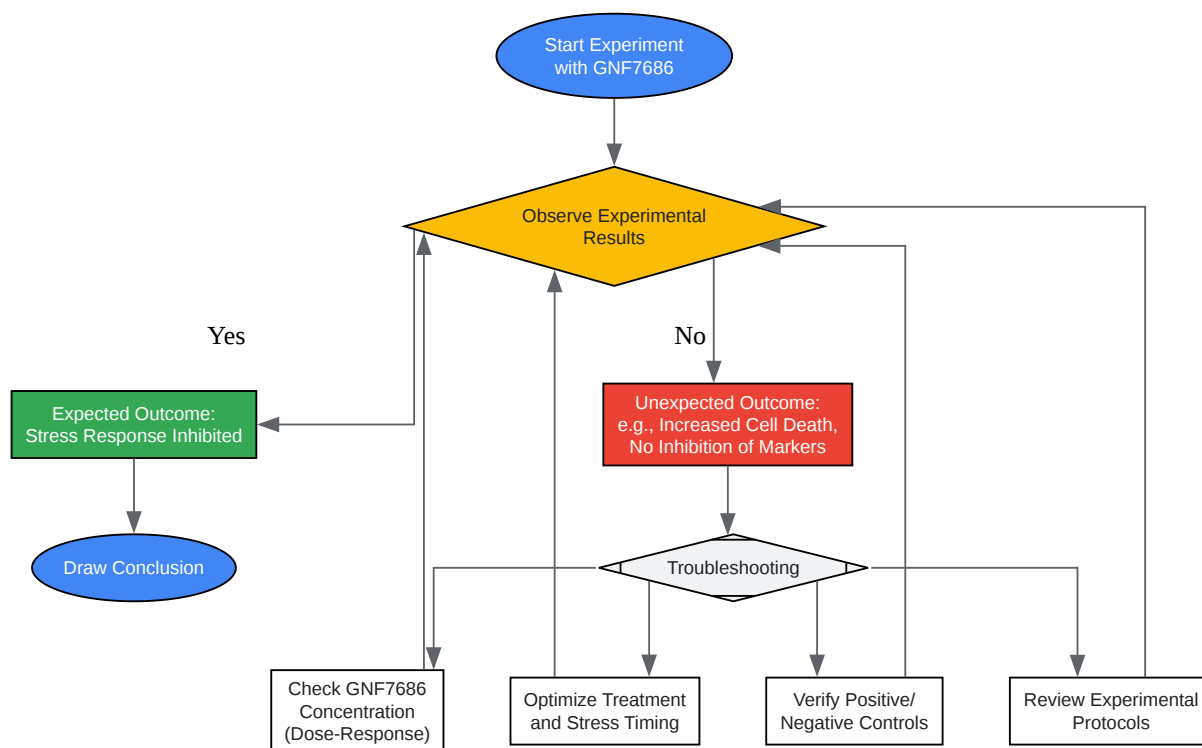 Start Experiment
with GNF7686
Observe Experimental
Results
Yes
No
Expected Outcome:
Stress Response Inhibited
Unexpected Outcome:
e.g., Increased Cell Death,
No Inhibition of Markers
Draw Conclusion
Troubleshooting
Check GNF7686
Concentration
(Dose-Response)
Optimize Treatment
and Stress Timing
Verify Positive/
Negative Controls
Review Experimental
Protocols